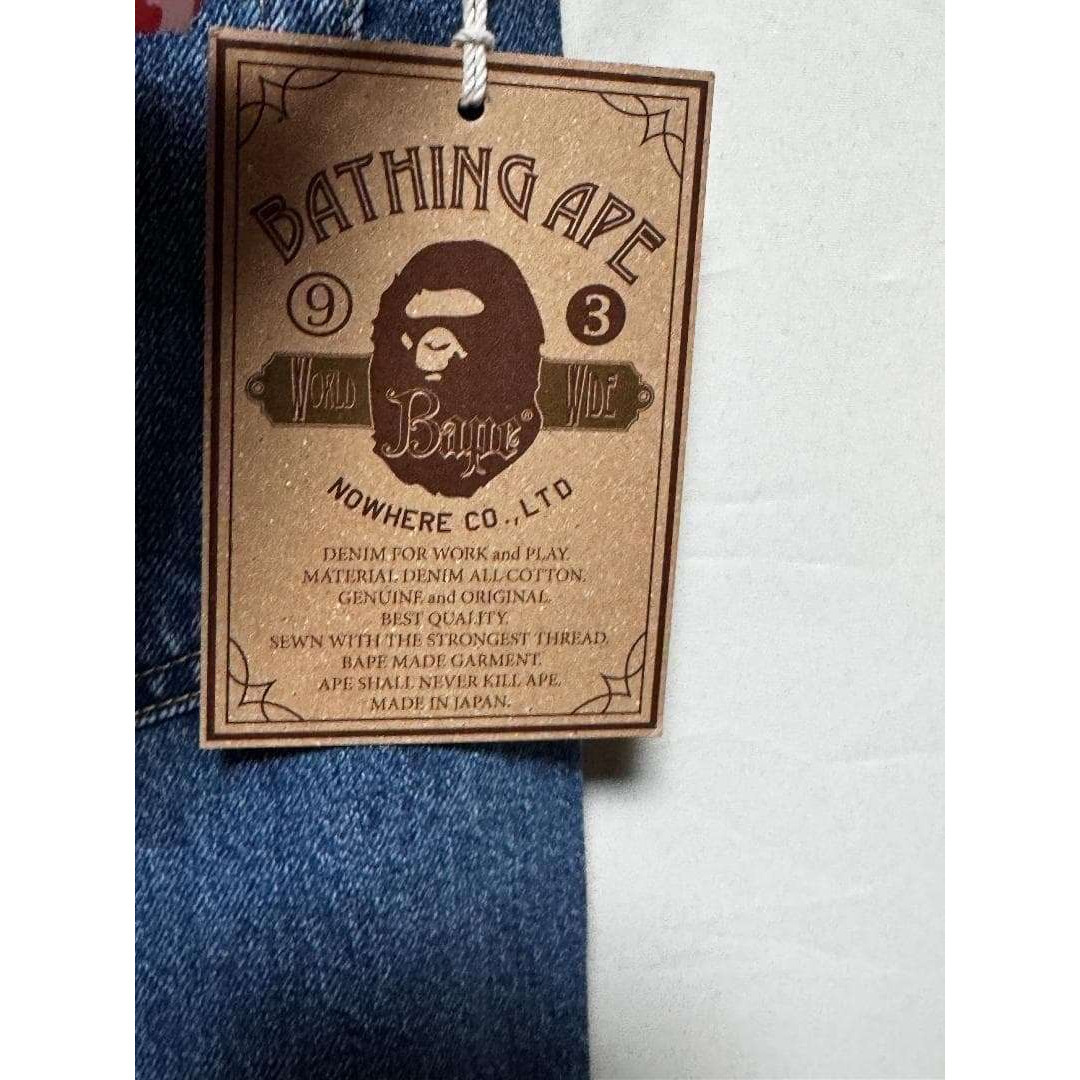 BATHING APE
9 3
WORLD WIDE
Bape®
NOWHERE CO., LTD
DENIM FOR WORK and PLAY.
MATERIAL DENIM ALL COTTON.
GENUINE and ORIGINAL.
BEST QUALITY.
SEWN WITH THE STRONGEST THREAD.
BAPE MADE GARMENT.
APE SHALL NEVER KILL APE.
MADE IN JAPAN.